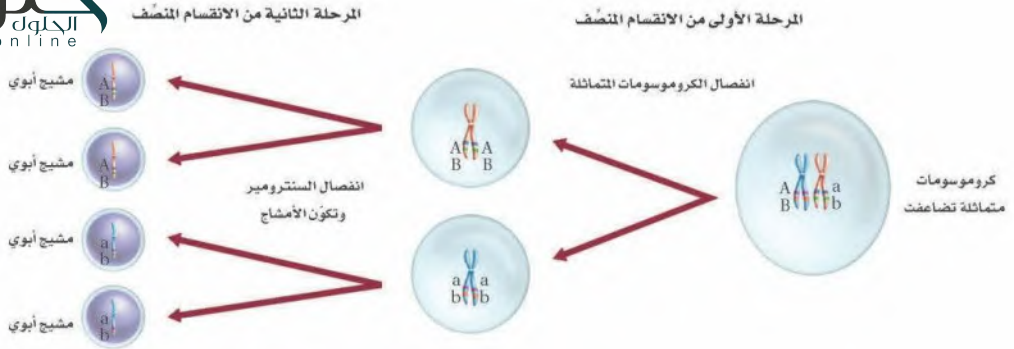 الحلول
online
المرحلة الأولى من الانقسام المنصّف
المرحلة الثانية من الانقسام المنصّف
كروموسومات
متماثلة تضاعفت
A a
B b
انفصال الكروموسومات المتماثلة
A A
B B
a a
b b
انفصال السنترومير
وتكوّن الأمشاج
A
B
مشيج أبوي
A
B
مشيج أبوي
a
b
مشيج أبوي
a
b
مشيج أبوي